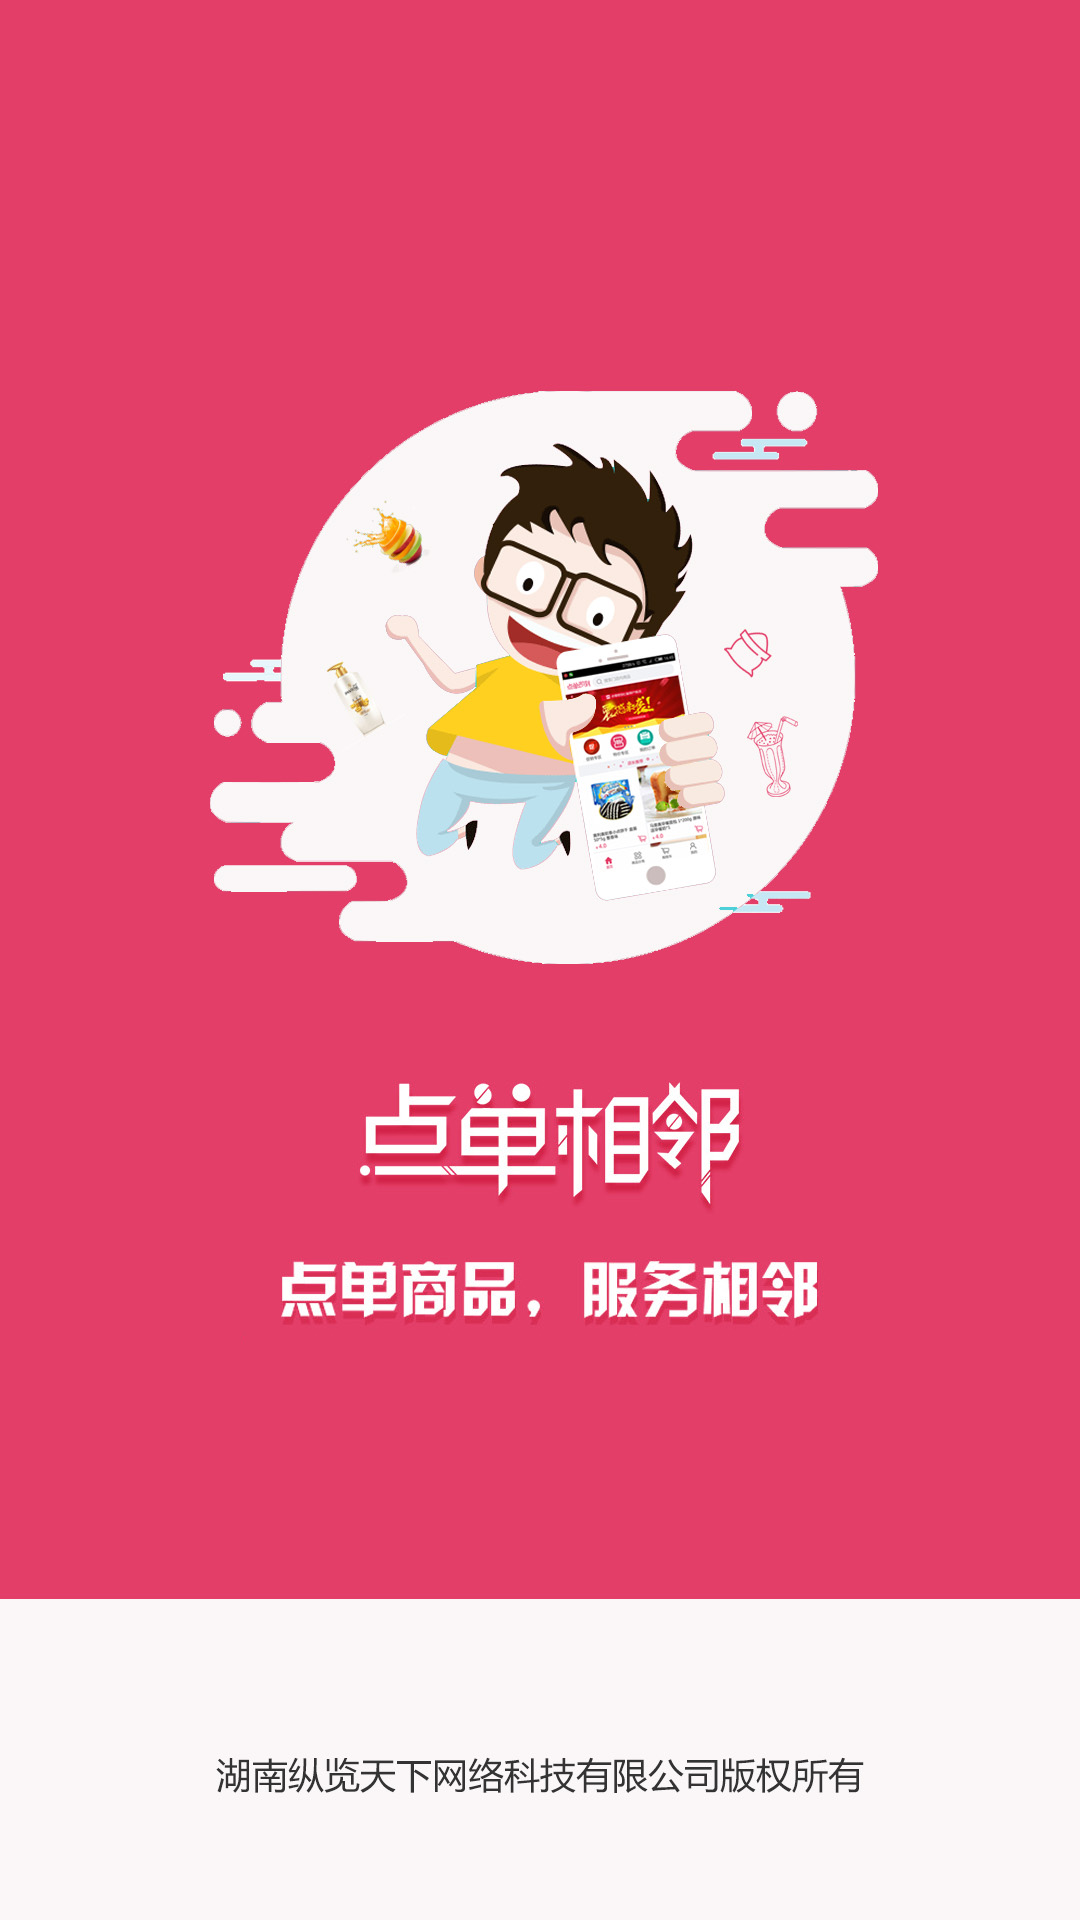 点单相邻
点单商品，服务相邻
湖南纵览天下网络科技有限公司版权所有